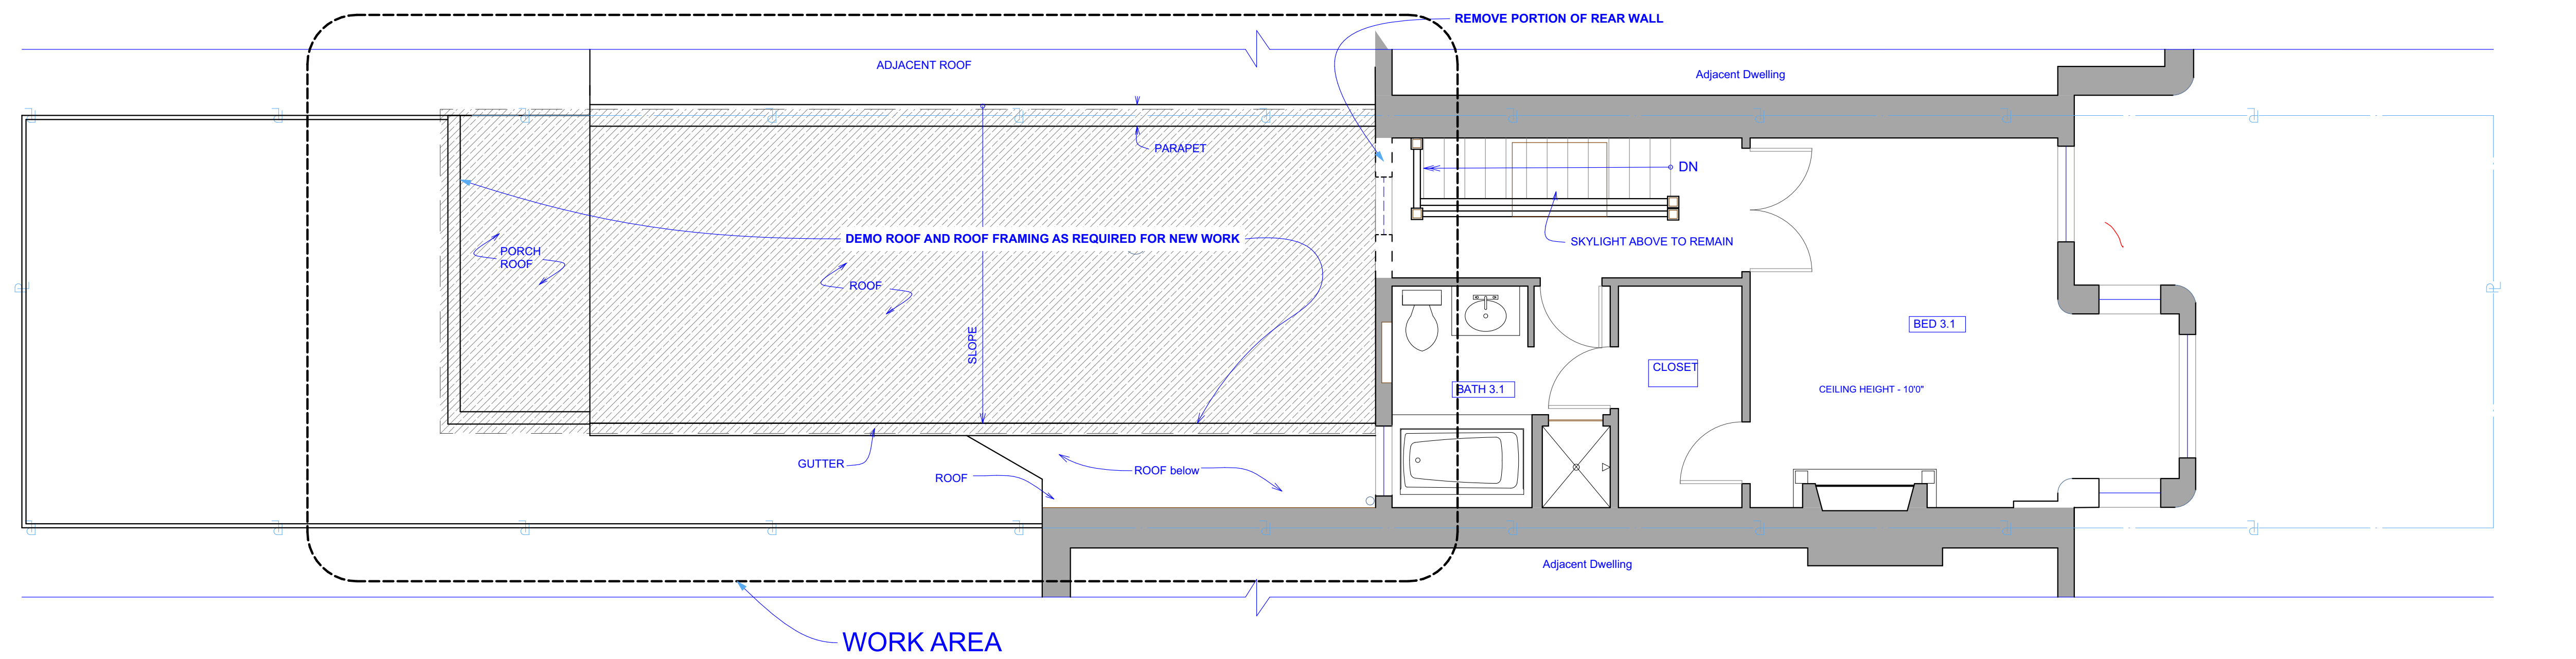 REMOVE PORTION OF REAR WALL
ADJACENT ROOF
Adjacent Dwelling
PARAPET
DN
DEMO ROOF AND ROOF FRAMING AS REQUIRED FOR NEW WORK
SKYLIGHT ABOVE TO REMAIN
PORCH
ROOF
ROOF
SLOPE
BED 3.1
CLOSET
BATH 3.1
CEILING HEIGHT - 10'0"
GUTTER
ROOF
ROOF below
Adjacent Dwelling
WORK AREA